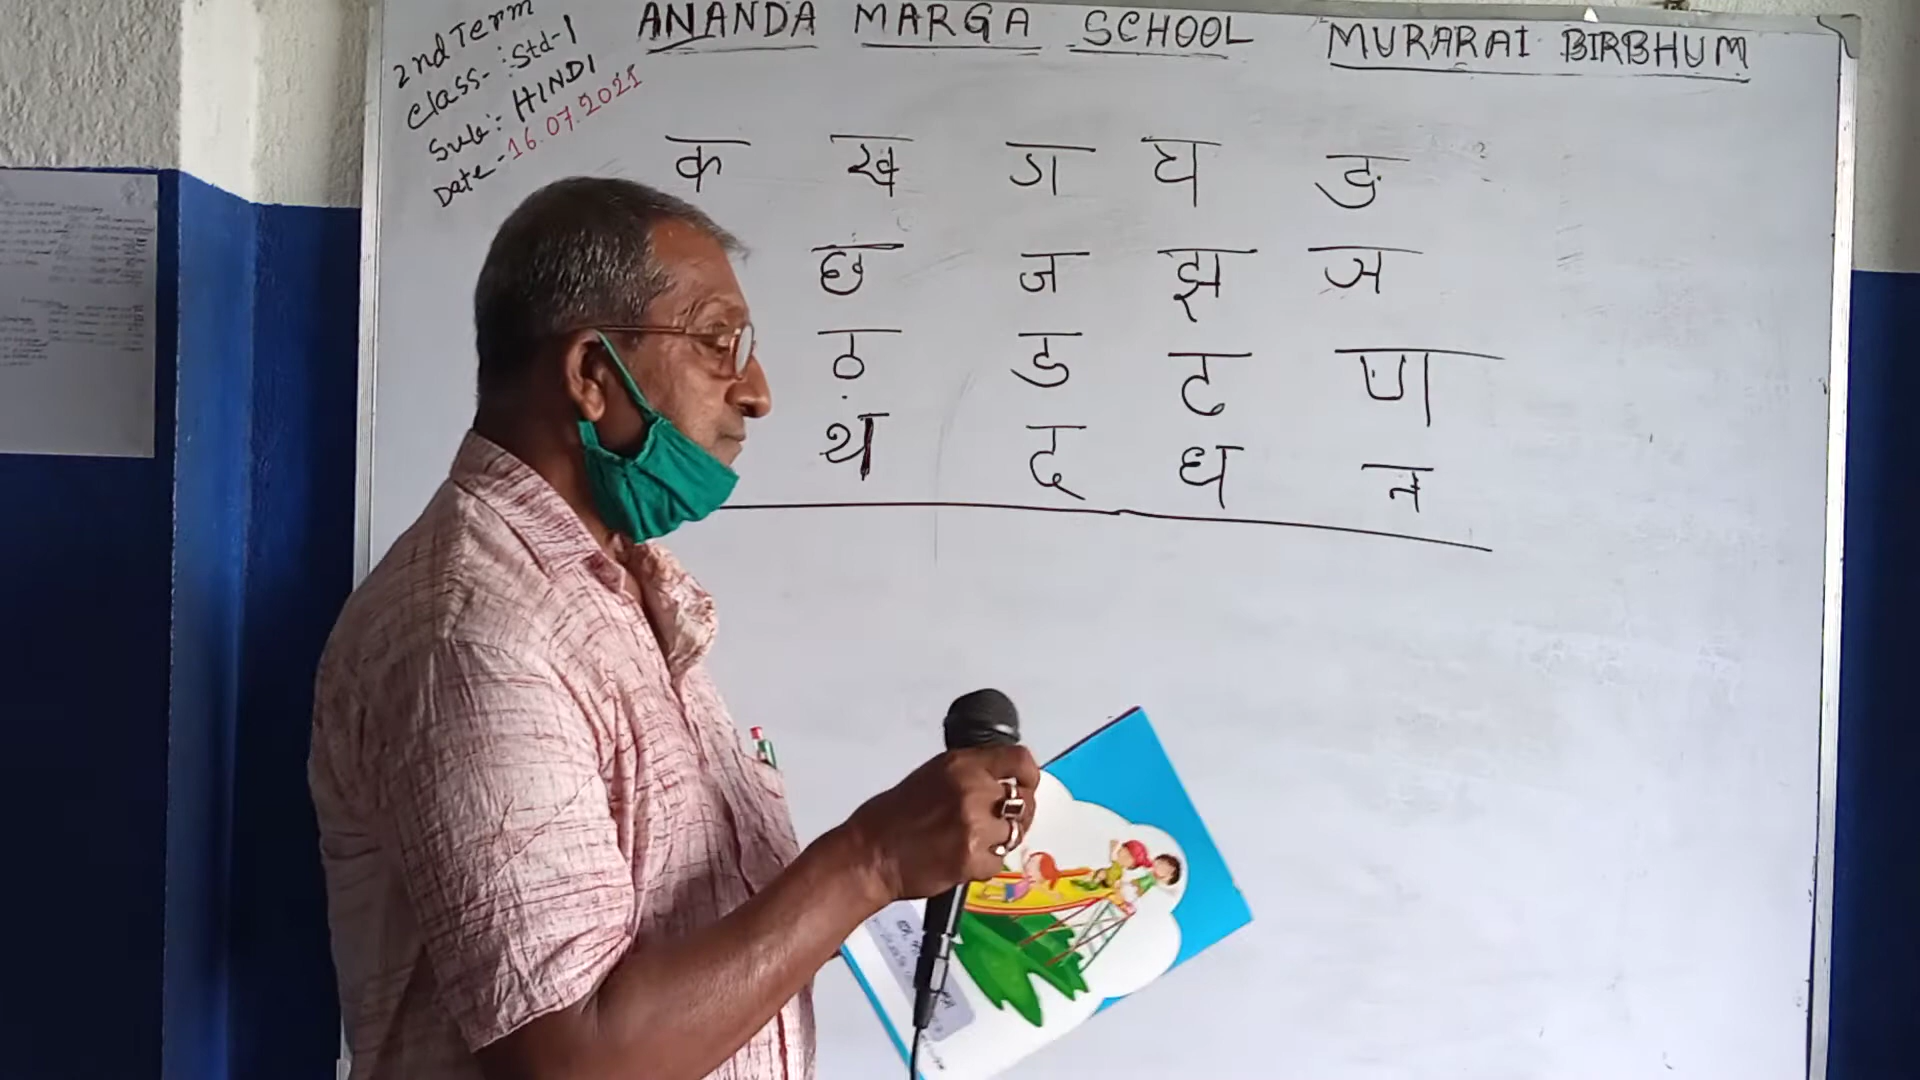 ANANDA MARGA SCHOOL MURARAI BIRBHUM
2nd Term
Class- :Std-1
Sub: HINDI
Date-16.07.2021
क ख ग घ ङ
छ ज झ ञ
ठ ड ढ ण
थ द ध न